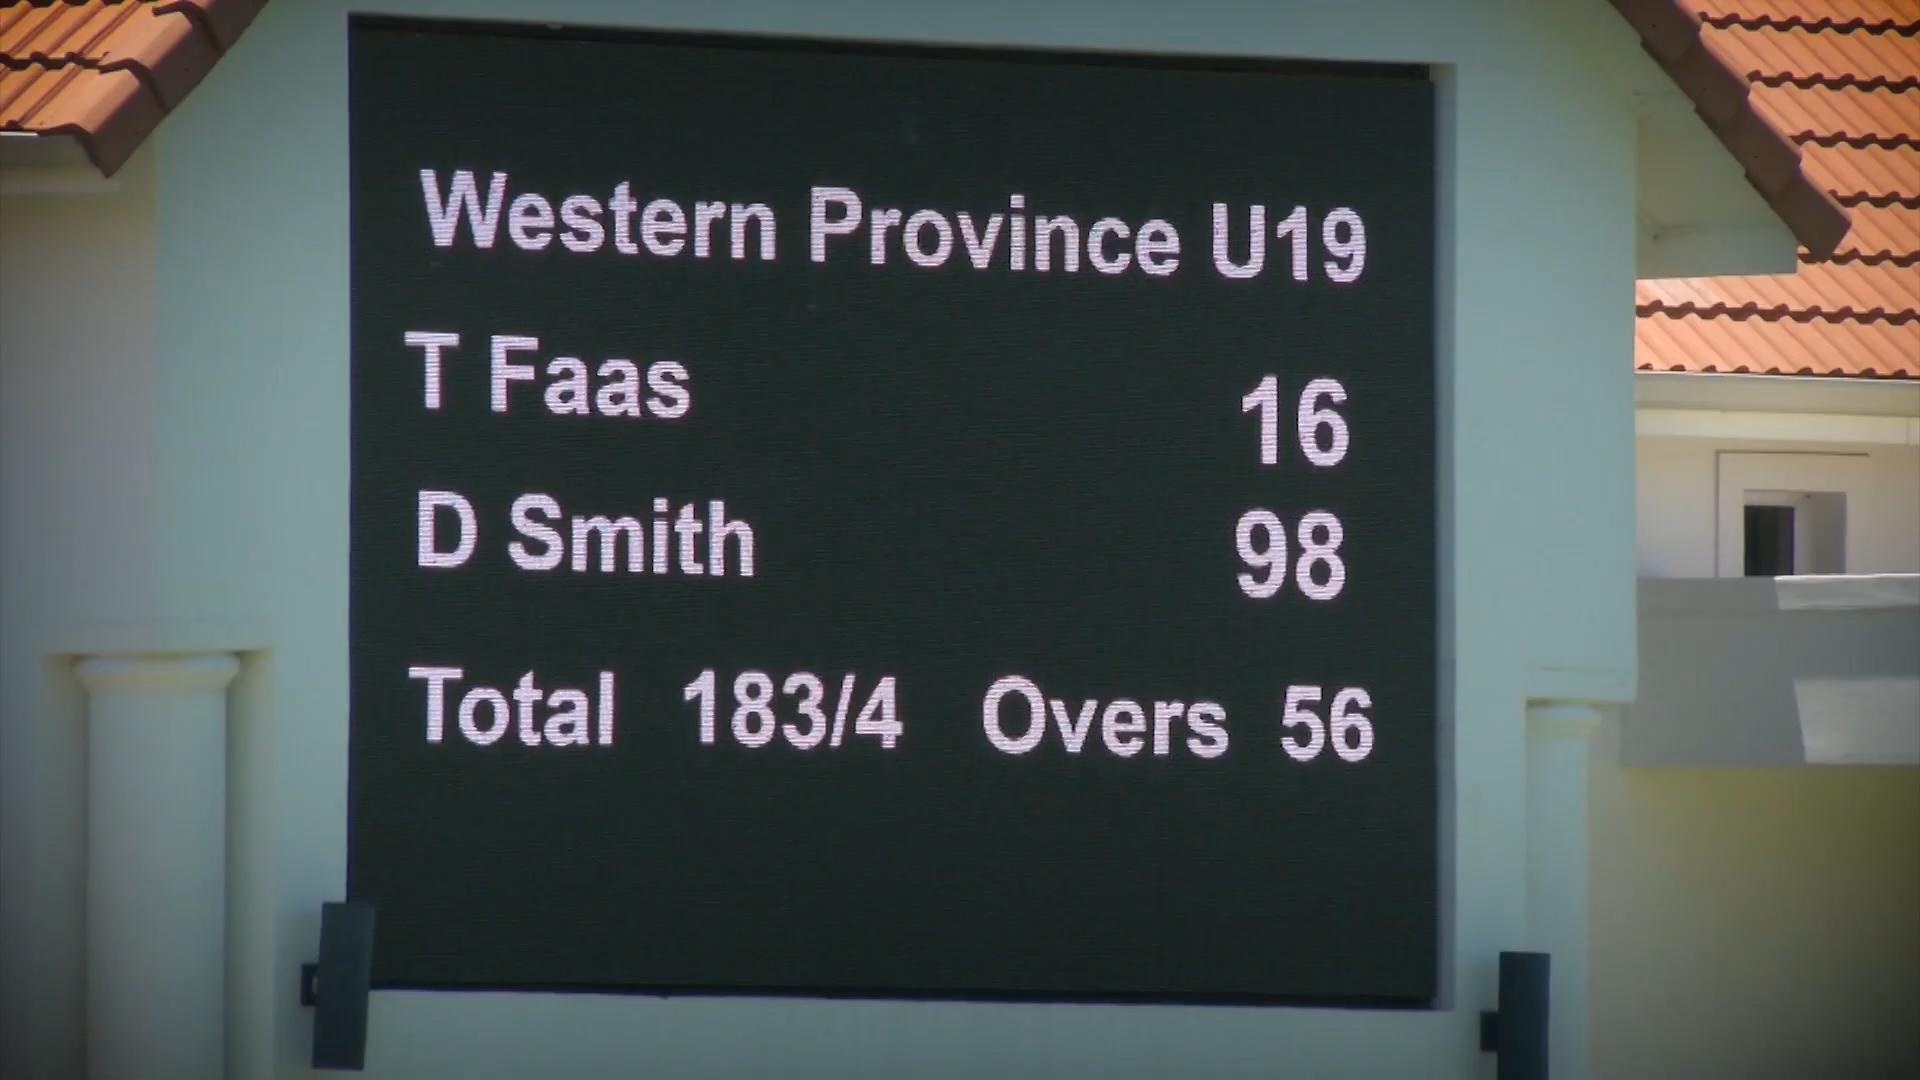 Western Province U19
T Faas 16
D Smith 98
Total 183/4 Overs 56